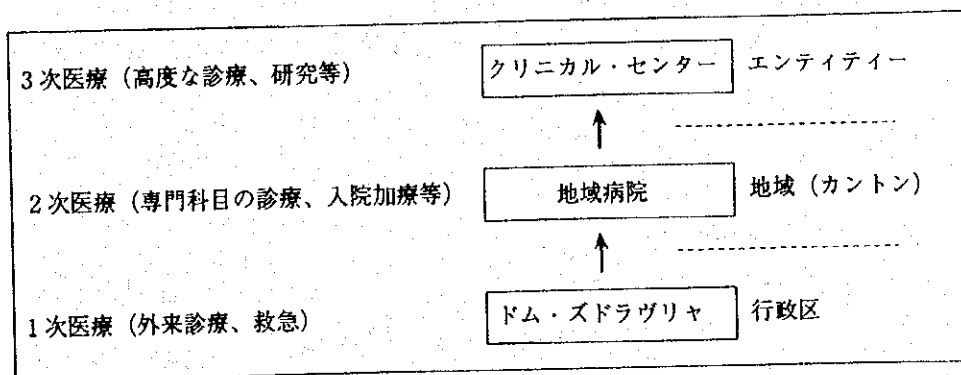 3次医療（高度な診療、研究等） クリニカル・センター エンティティー
2次医療（専門科目の診療、入院加療等） 地域病院 地域（カントン）
1次医療（外来診療、救急） ドム・ズドラヴリャ 行政区